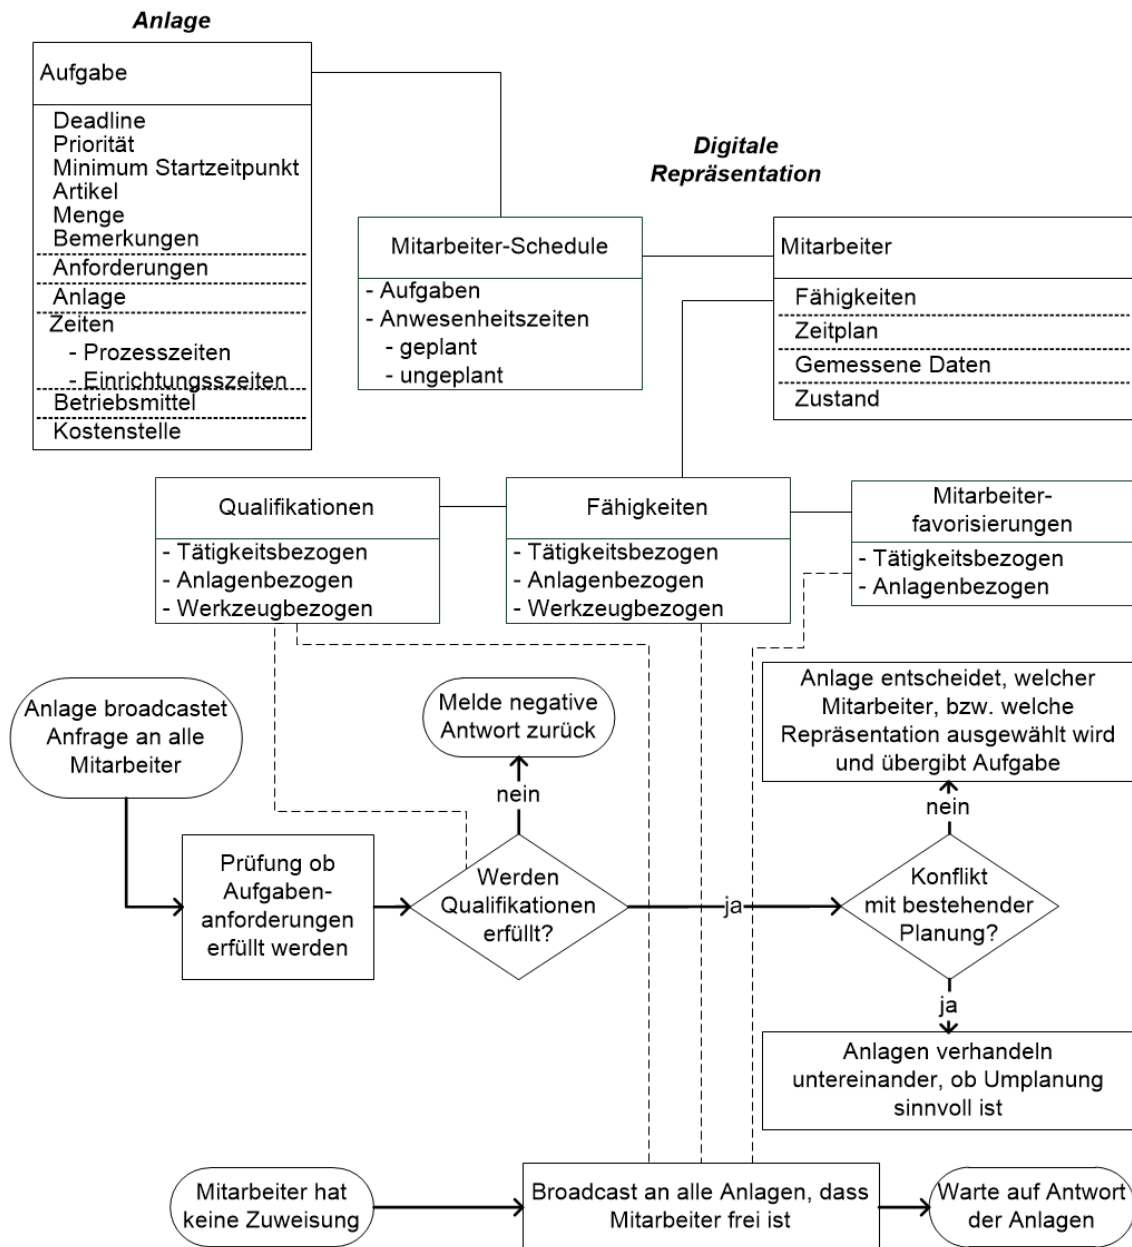 Anlage
Aufgabe
Deadline
Priorität
Minimum Startzeitpunkt
Artikel
Menge
Bemerkungen
Anforderungen
Anlage
Zeiten
- Prozesszeiten
- Einrichtungsszeiten
Betriebsmittel
Kostenstelle
Digitale
Repräsentation
Mitarbeiter-Schedule
- Aufgaben
- Anwesenheitszeiten
- geplant
- ungeplant
Mitarbeiter
Fähigkeiten
Zeitplan
Gemessene Daten
Zustand
Qualifikationen
- Tätigkeitsbezogen
- Anlagenbezogen
- Werkzeugbezogen
Fähigkeiten
- Tätigkeitsbezogen
- Anlagenbezogen
- Werkzeugbezogen
Mitarbeiter-
favorisierungen
- Tätigkeitsbezogen
- Anlagenbezogen
Anlage broadcastet
Anfrage an alle
Mitarbeiter
Prüfung ob
Aufgaben-
anforderungen
erfüllt werden
Melde negative
Antwort zurück
nein
Werden
Qualifikationen
erfüllt?
ja
Anlage entscheidet, welcher
Mitarbeiter, bzw. welche
Repräsentation ausgewählt wird
und übergibt Aufgabe
nein
Konflikt
mit bestehender
Planung?
ja
Anlagen verhandeln
untereinander, ob Umplanung
sinnvoll ist
Mitarbeiter hat
keine Zuweisung
Broadcast an alle Anlagen, dass
Mitarbeiter frei ist
Warte auf Antwort
der Anlagen